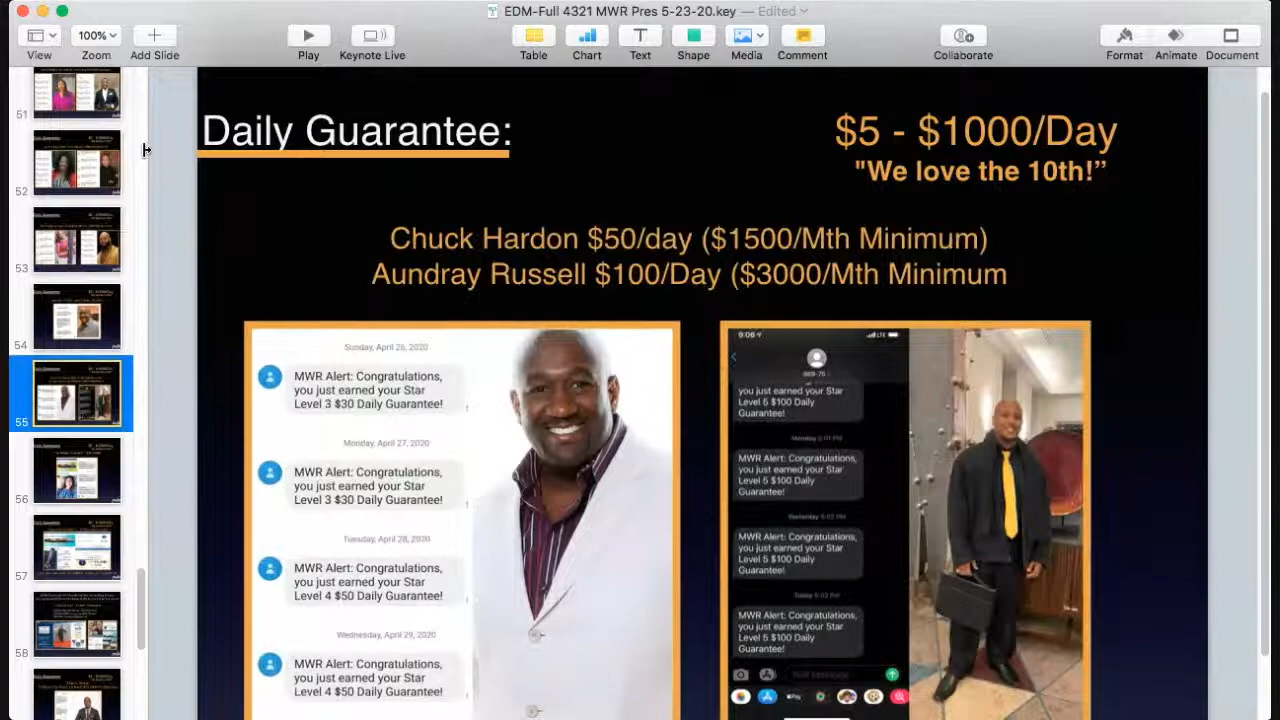 EDM-Full 4321 MWR Pres 5-23-20.key — Edited
100%
View
Zoom
Add Slide
Play
Keynote Live
Table
Chart
Text
Shape
Media
Comment
Collaborate
Format
Animate
Document
51
52
53
54
55
56
57
58
Daily Guarantee:
$5 - $1000/Day
"We love the 10th!”
Chuck Hardon $50/day ($1500/Mth Minimum)
Aundray Russell $100/Day ($3000/Mth Minimum
Sunday, April 26, 2020
MWR Alert: Congratulations,
you just earned your Star
Level 3 $30 Daily Guarantee!
Monday, April 27, 2020
MWR Alert: Congratulations,
you just earned your Star
Level 3 $30 Daily Guarantee!
Tuesday, April 28, 2020
MWR Alert: Congratulations,
you just earned your Star
Level 4 $50 Daily Guarantee!
Wednesday, April 29, 2020
MWR Alert: Congratulations,
you just earned your Star
Level 4 $50 Daily Guarantee!
9:06
LTE
you just earned your Star
Level 5 $100 Daily
Guarantee!
Monday 5:01 PM
MWR Alert: Congratulations,
you just earned your Star
Level 5 $100 Daily
Guarantee!
Yesterday 5:02 PM
MWR Alert: Congratulations,
you just earned your Star
Level 5 $100 Daily
Guarantee!
Today 5:03 PM
MWR Alert: Congratulations,
you just earned your Star
Level 5 $100 Daily
Guarantee!
Text Message
Pay